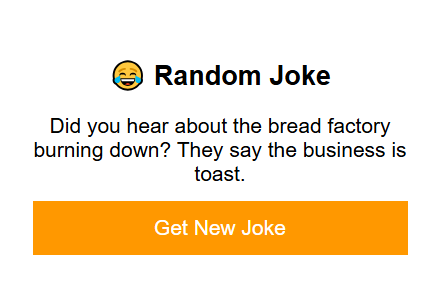 😂 Random Joke
Did you hear about the bread factory
burning down? They say the business is
toast.
Get New Joke